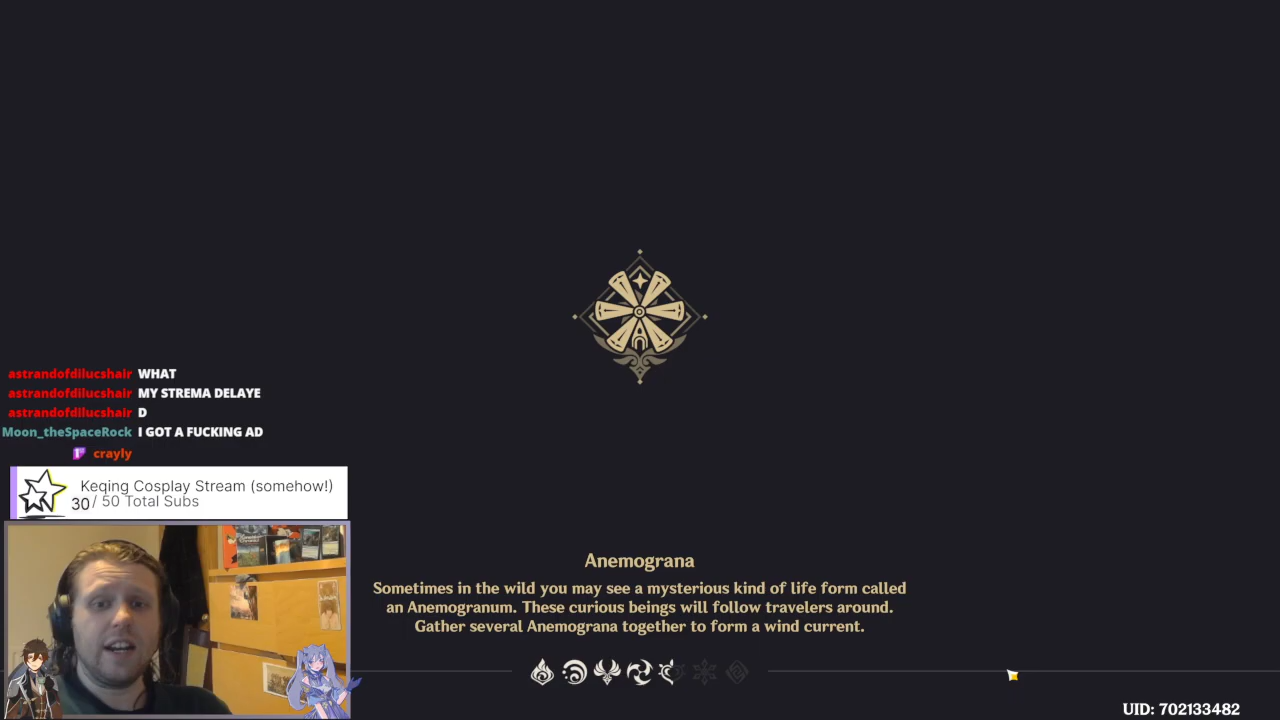 astrandofdilucshair WHAT
astrandofdilucshair MY STREMA DELAYE
astrandofdilucshair D
Moon_theSpaceRock I GOT A FUCKING AD
crayly
Keqing Cosplay Stream (somehow!)
30 / 50 Total Subs
Anemograna
Sometimes in the wild you may see a mysterious kind of life form called
an Anemogranum. These curious beings will follow travelers around.
Gather several Anemograna together to form a wind current.
UID: 702133482